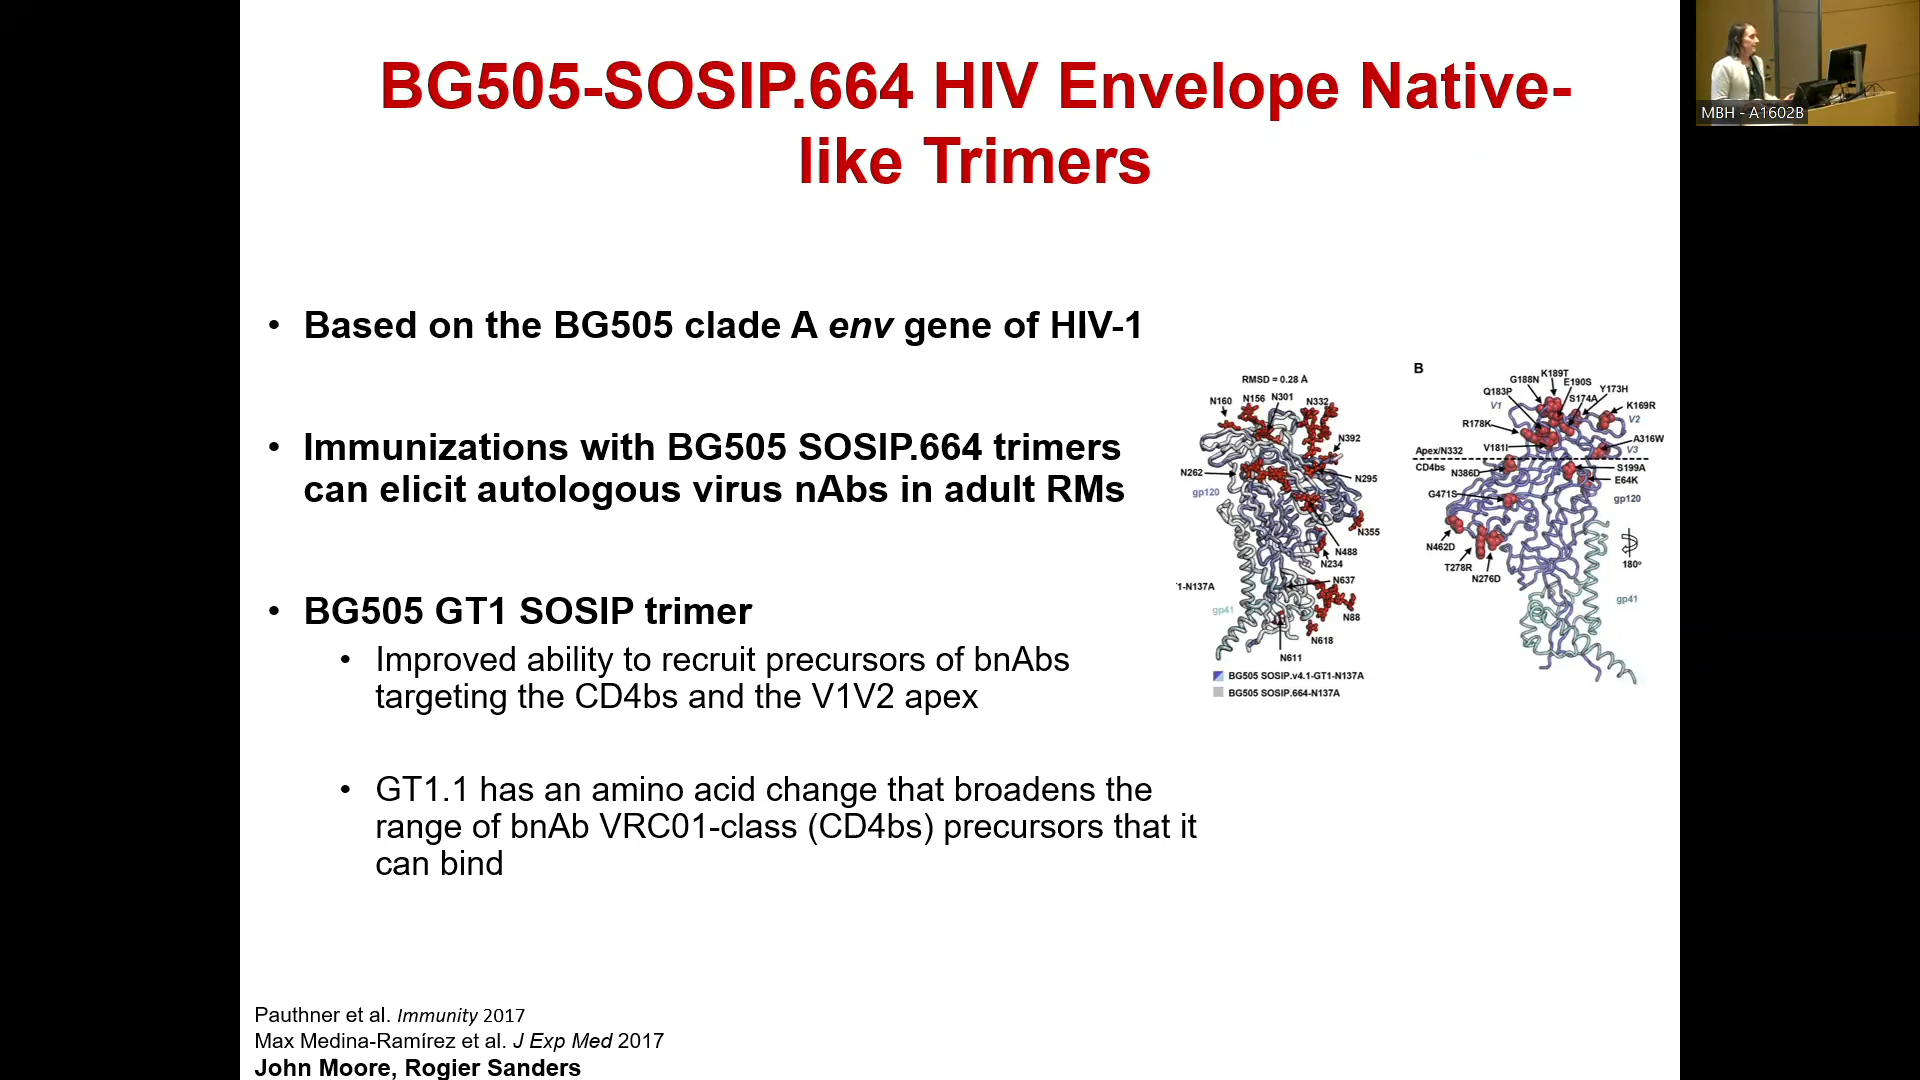 BG505-SOSIP.664 HIV Envelope Native-
like Trimers
MBH - A1602B
• Based on the BG505 clade A env gene of HIV-1
• Immunizations with BG505 SOSIP.664 trimers
can elicit autologous virus nAbs in adult RMs
• BG505 GT1 SOSIP trimer
• Improved ability to recruit precursors of bnAbs
targeting the CD4bs and the V1V2 apex
• GT1.1 has an amino acid change that broadens the
range of bnAb VRC01-class (CD4bs) precursors that it
can bind
RMSD = 0.28 Å
N160 N156 N301 N332
N392
N262
N295
gp120
N355
N488
N234
N637
1-N137A
gp41
N88
N618
N611
BG505 SOSIP.v4.1-GT1-N137A
BG505 SOSIP.664-N137A
B
K189T
G188N E190S
Q183P Y173H
S174A
V1 K169R
V2
R178K
A316W
V181I V3
Apex/N332
CD4bs
N386D S199A
E64K
G471S
gp120
N462D
T278R
N276D
180º
gp41
Pauthner et al. Immunity 2017
Max Medina-Ramírez et al. J Exp Med 2017
John Moore, Rogier Sanders